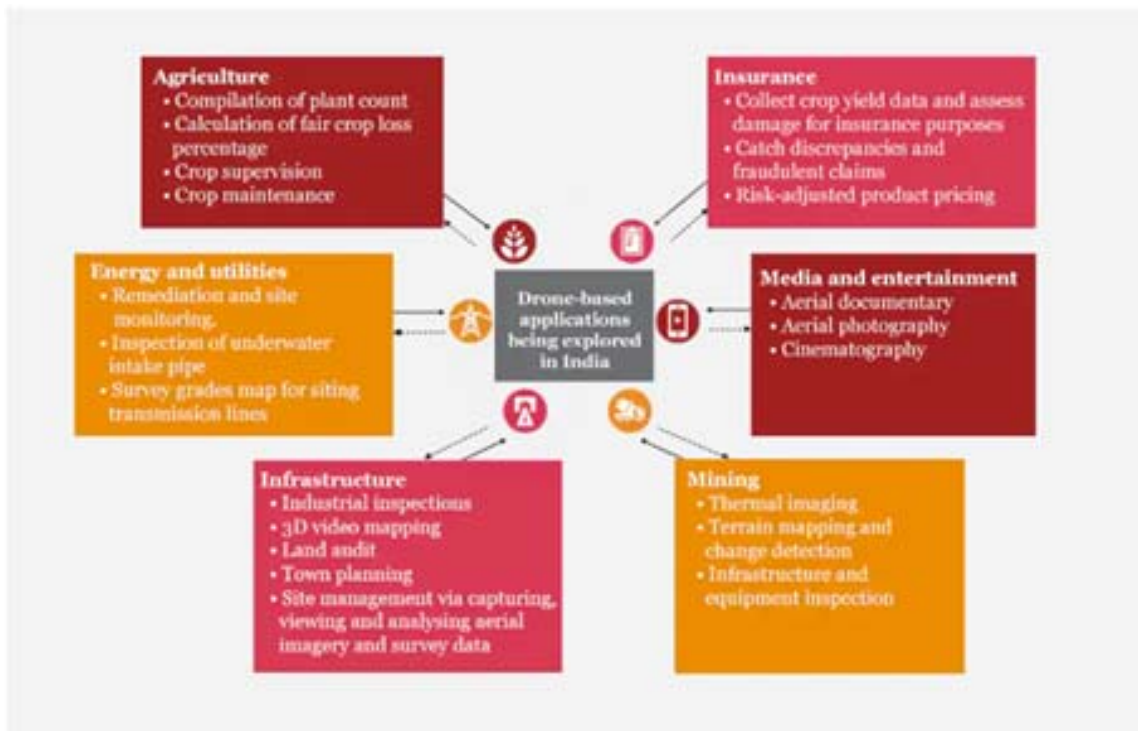 Agriculture
• Compilation of plant count
• Calculation of fair crop loss
percentage
• Crop supervision
• Crop maintenance
Insurance
• Collect crop yield data and assess
damage for insurance purposes
• Catch discrepancies and
fraudulent claims
• Risk-adjusted product pricing
Energy and utilities
• Remediation and site
monitoring,
• Inspection of underwater
intake pipe
• Survey grades map for siting
transmission lines
Drone-based
applications
being explored
in India
Media and entertainment
• Aerial documentary
• Aerial photography
• Cinematography
Infrastructure
• Industrial inspections
• 3D video mapping
• Land audit
• Town planning
• Site management via capturing,
viewing and analysing aerial
imagery and survey data
Mining
• Thermal imaging
• Terrain mapping and
change detection
• Infrastructure and
equipment inspection